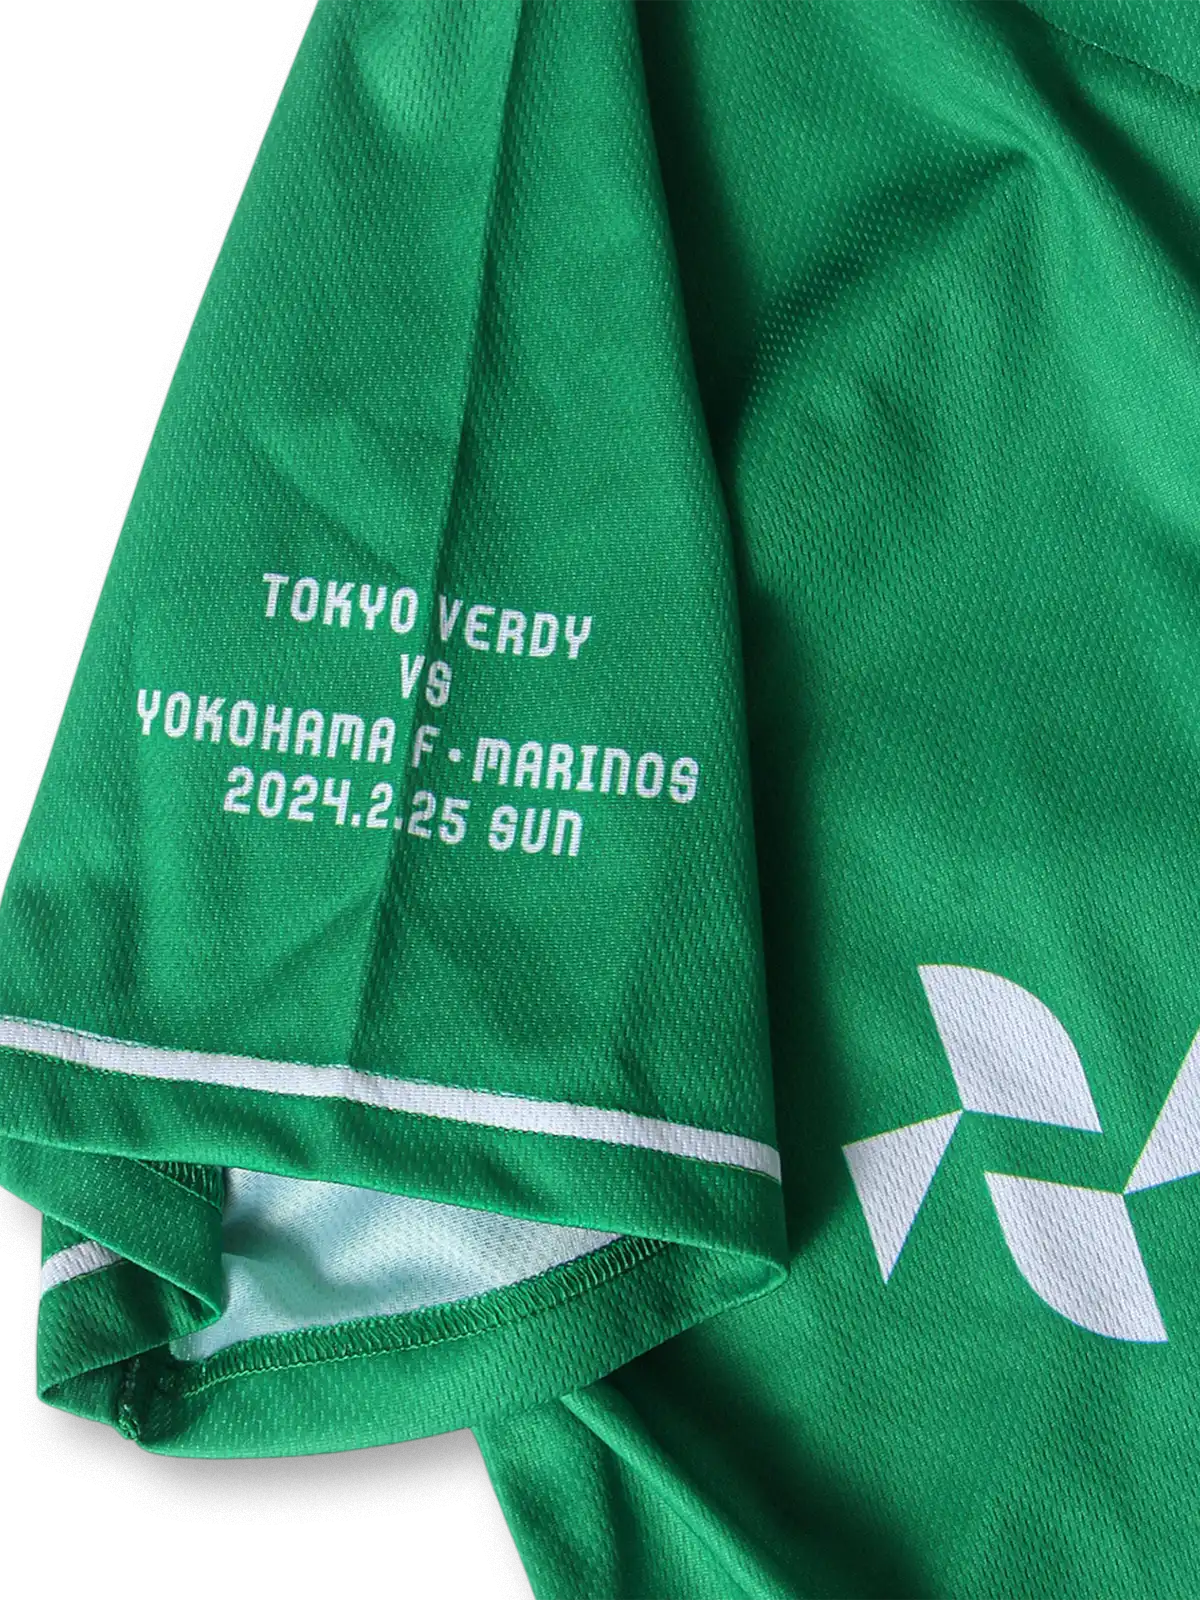 TOKYO VERDY
VS
YOKOHAMA F・MARINOS
2024.2.25 SUN